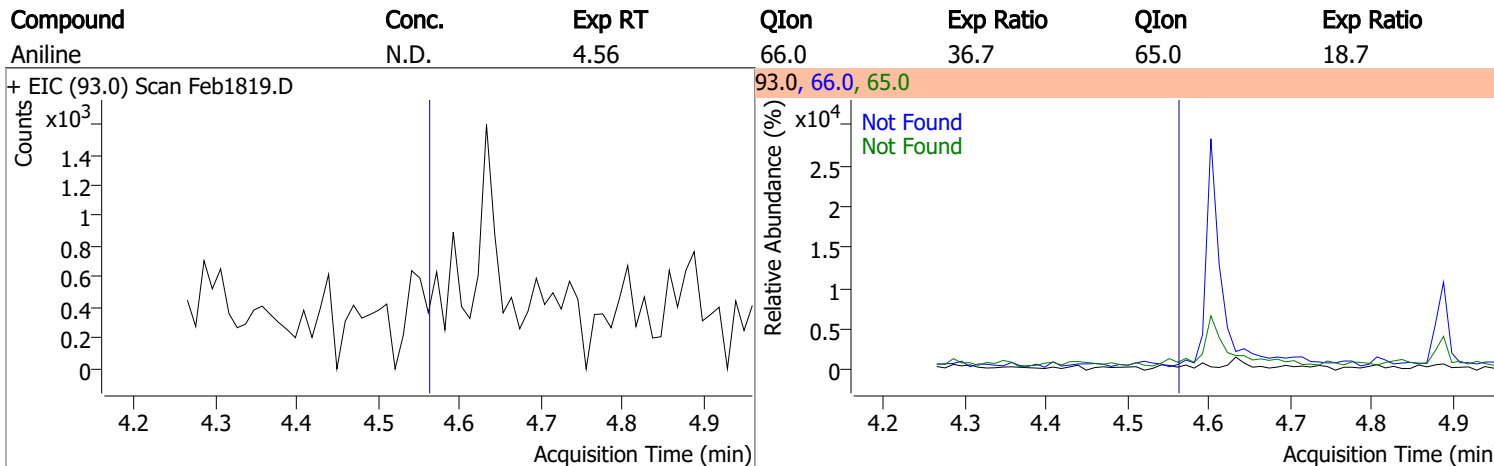 Compound Conc. Exp RT QIon Exp Ratio QIon Exp Ratio
Aniline N.D. 4.56 66.0 36.7 65.0 18.7
+ EIC (93.0) Scan Feb1819.D
Counts
x10³
1.4
1.2
1
0.8
0.6
0.4
0.2
0
4.2 4.3 4.4 4.5 4.6 4.7 4.8 4.9
Acquisition Time (min)
93.0, 66.0, 65.0
Relative Abundance (%)
x10⁴
Not Found
Not Found
2.5
2
1.5
1
0.5
0
4.2 4.3 4.4 4.5 4.6 4.7 4.8 4.9
Acquisition Time (min